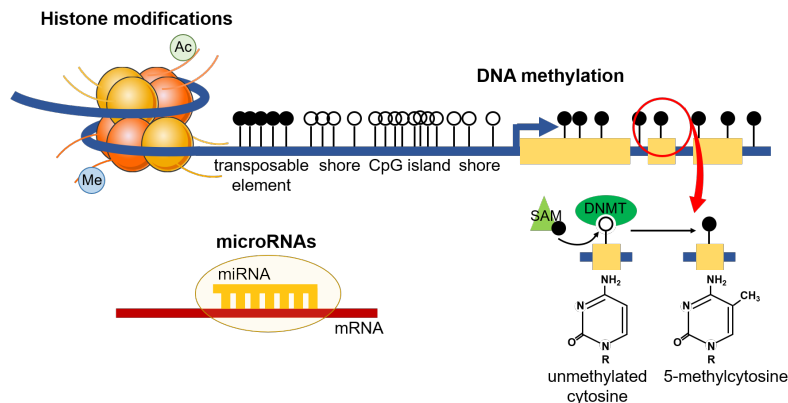 Histone modifications
Ac
Me
DNA methylation
transposable
element
shore
CpG island
shore
SAM
DNMT
microRNAs
miRNA
mRNA
NH2
N
O
N
R
unmethylated
cytosine
NH2
CH3
N
O
N
R
5-methylcytosine